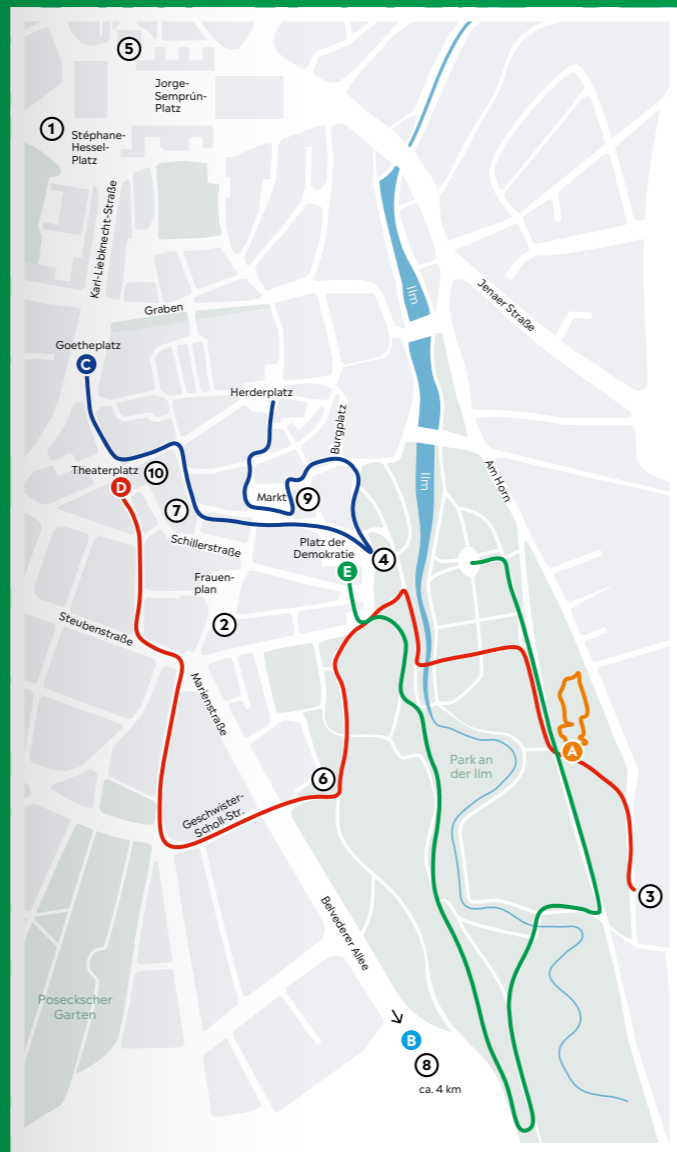 5
Jorge-
Semprún-
Platz
1
Stéphane-
Hessel-
Platz
Karl-Liebknecht-Straße
Ilm
Jenaer Straße
Graben
Goetheplatz
C
Herderplatz
Burgplatz
Theaterplatz
10
D
Markt
9
Ilm
Am Horn
7
Schillerstraße
Platz der
Demokratie
4
E
Frauen-
plan
2
Steubenstraße
Marienstraße
Park an
der Ilm
A
6
Geschwister-
Scholl-Str.
3
Belvederer Allee
Poseckscher
Garten
B
8
ca. 4 km